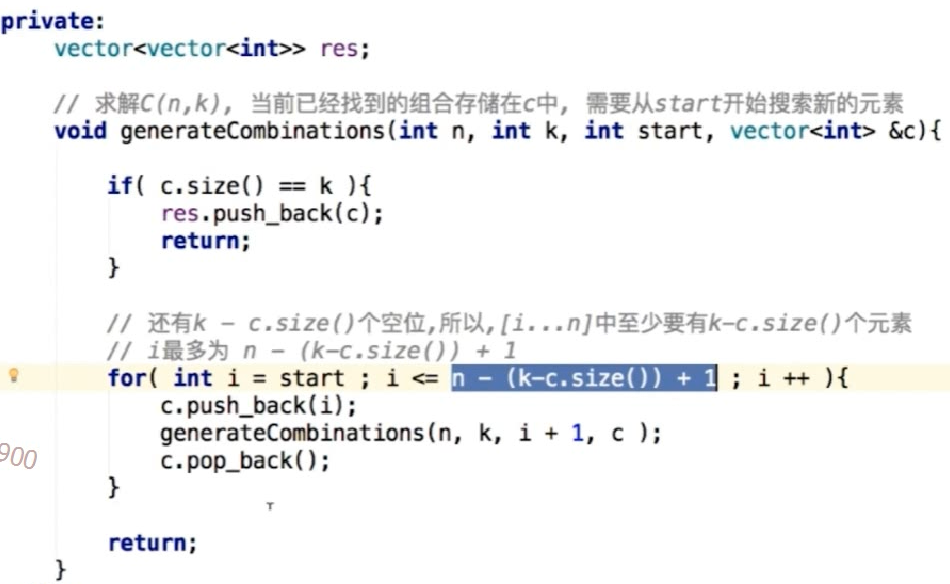 private:
    vector<vector<int>> res;

    // 求解C(n,k), 当前已经找到的组合存储在c中, 需要从start开始搜索新的元素
    void generateCombinations(int n, int k, int start, vector<int> &c){

        if( c.size() == k ){
            res.push_back(c);
            return;
        }

        // 还有k - c.size()个空位,所以,[i...n]中至少要有k-c.size()个元素
        // i最多为 n - (k-c.size()) + 1
        for( int i = start ; i <= n - (k-c.size()) + 1 ; i ++ ){
            c.push_back(i);
            generateCombinations(n, k, i + 1, c );
900
            c.pop_back();
        }

        return;
    }